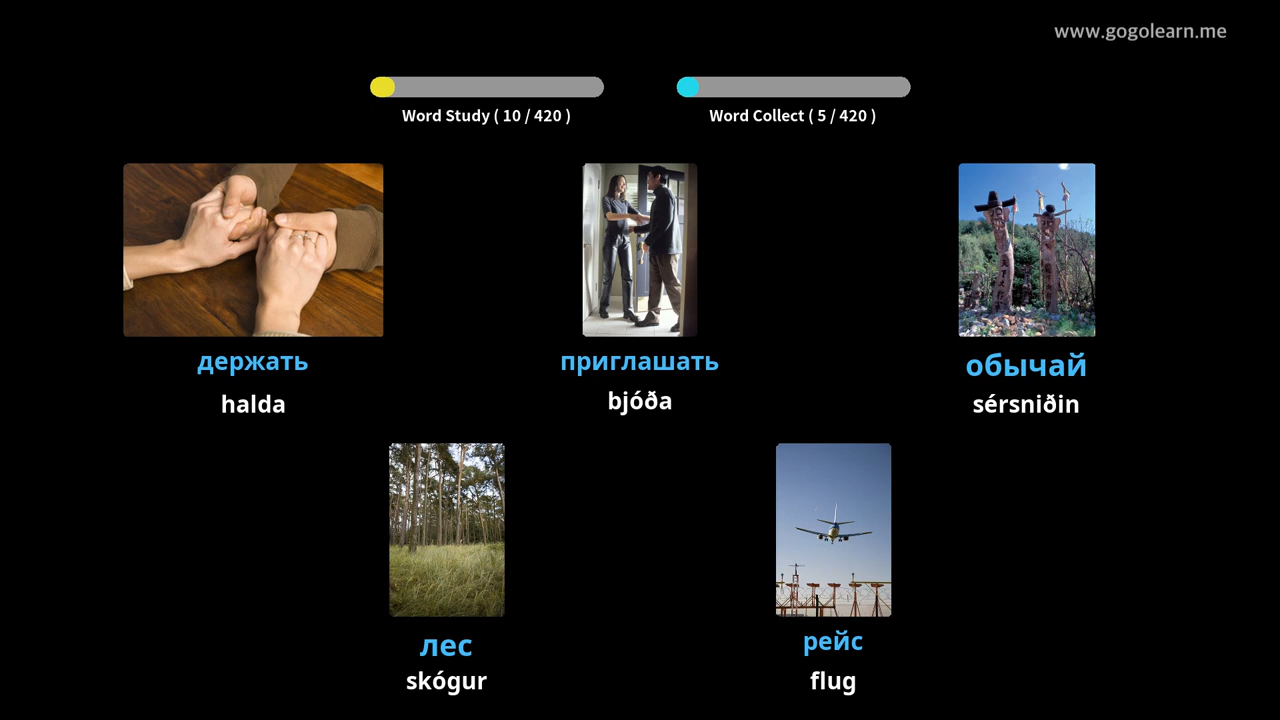 www.gogolearn.me
Word Study ( 10 / 420 )
Word Collect ( 5 / 420 )
держать
halda
приглашать
bjóða
обычай
sérsniðin
лес
skógur
рейс
flug